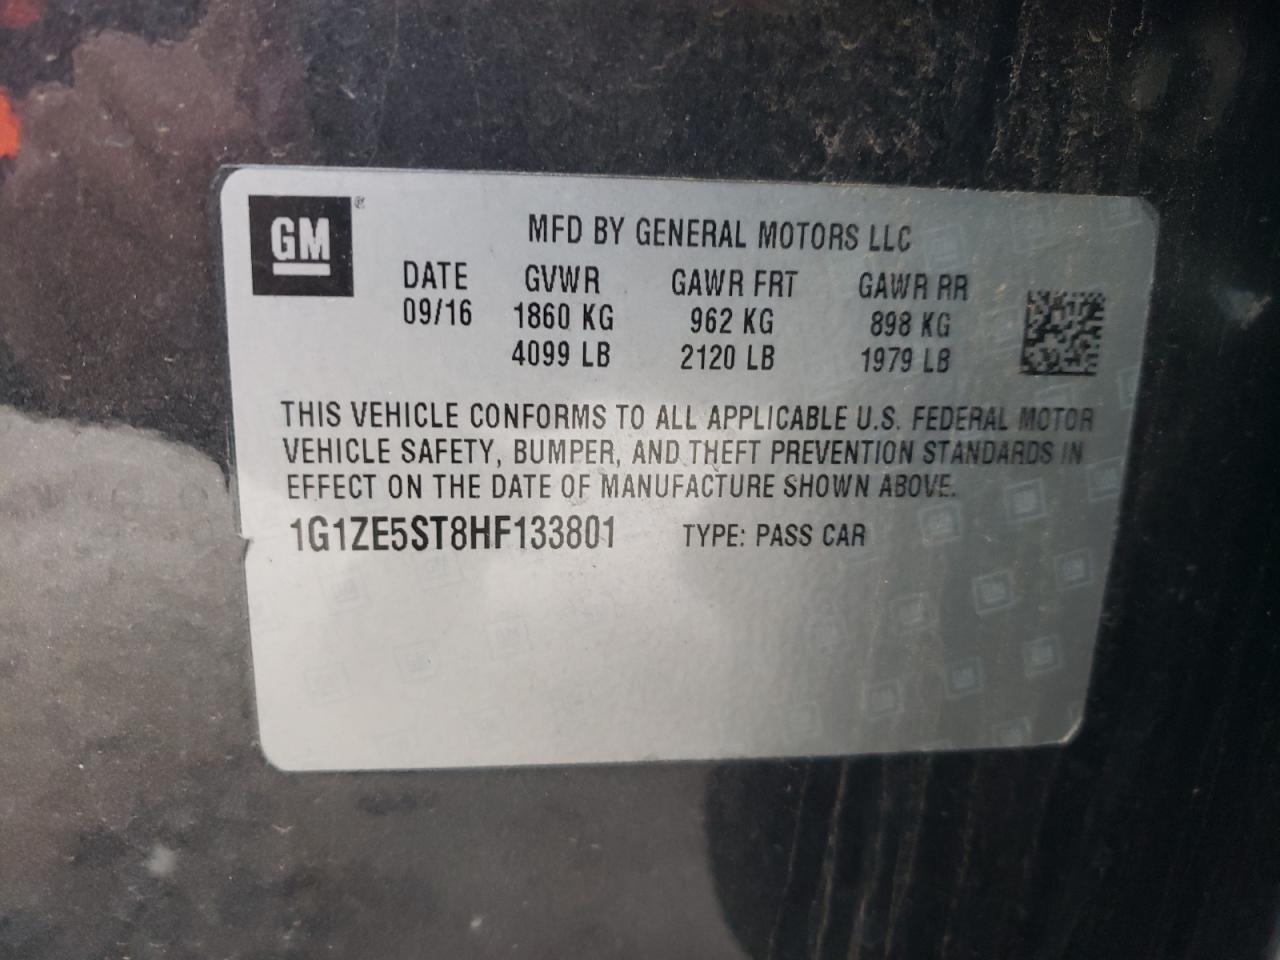 GM
MFD BY GENERAL MOTORS LLC
DATE GVWR GAWR FRT GAWR RR
09/16 1860 KG 962 KG 898 KG
4099 LB 2120 LB 1979 LB
THIS VEHICLE CONFORMS TO ALL APPLICABLE U.S. FEDERAL MOTOR
VEHICLE SAFETY, BUMPER, AND THEFT PREVENTION STANDARDS IN
EFFECT ON THE DATE OF MANUFACTURE SHOWN ABOVE.
1G1ZE5ST8HF133801 TYPE: PASS CAR